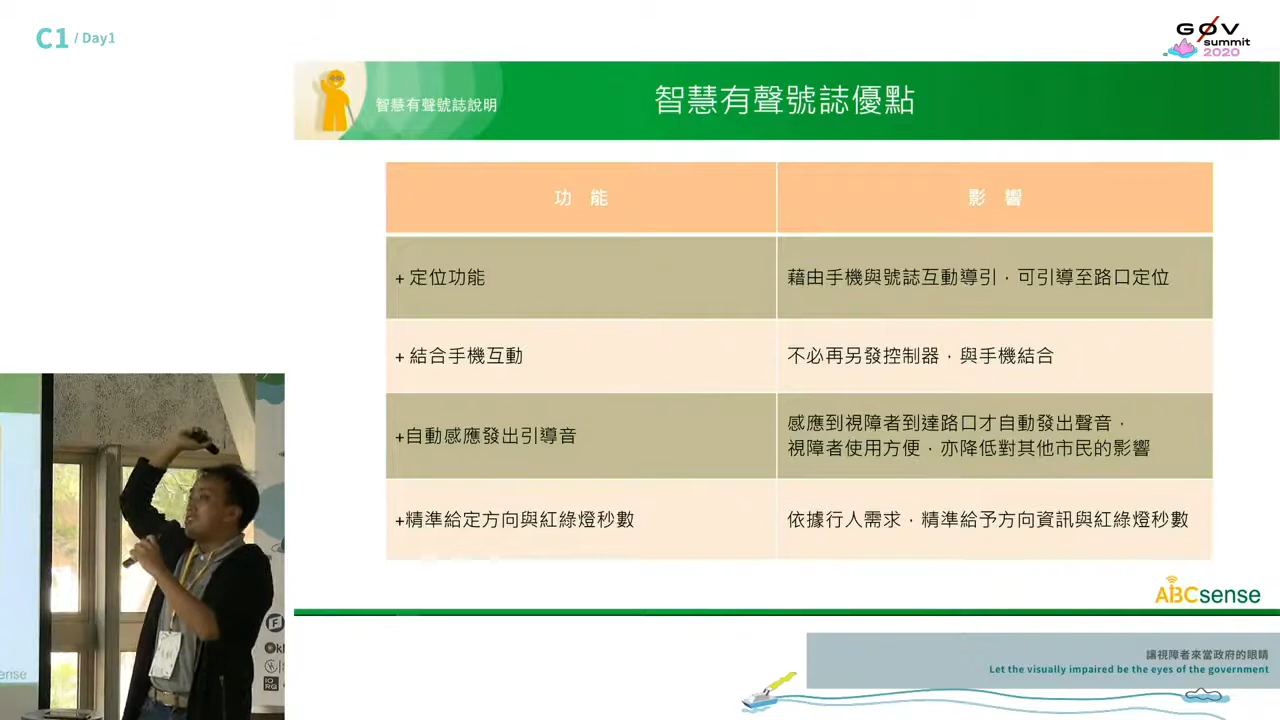 C1 / Day1
GØV
summit
2020
智慧有聲號誌說明
智慧有聲號誌優點
功 能
影 響
+ 定位功能
藉由手機與號誌互動導引，可引導至路口定位
+ 結合手機互動
不必再另發控制器，與手機結合
+自動感應發出引導音
感應到視障者到達路口才自動發出聲音，
視障者使用方便，亦降低對其他市民的影響
+精準給定方向與紅綠燈秒數
依據行人需求，精準給予方向資訊與紅綠燈秒數
ABCsense
讓視障者來當政府的眼睛
Let the visually impaired be the eyes of the government